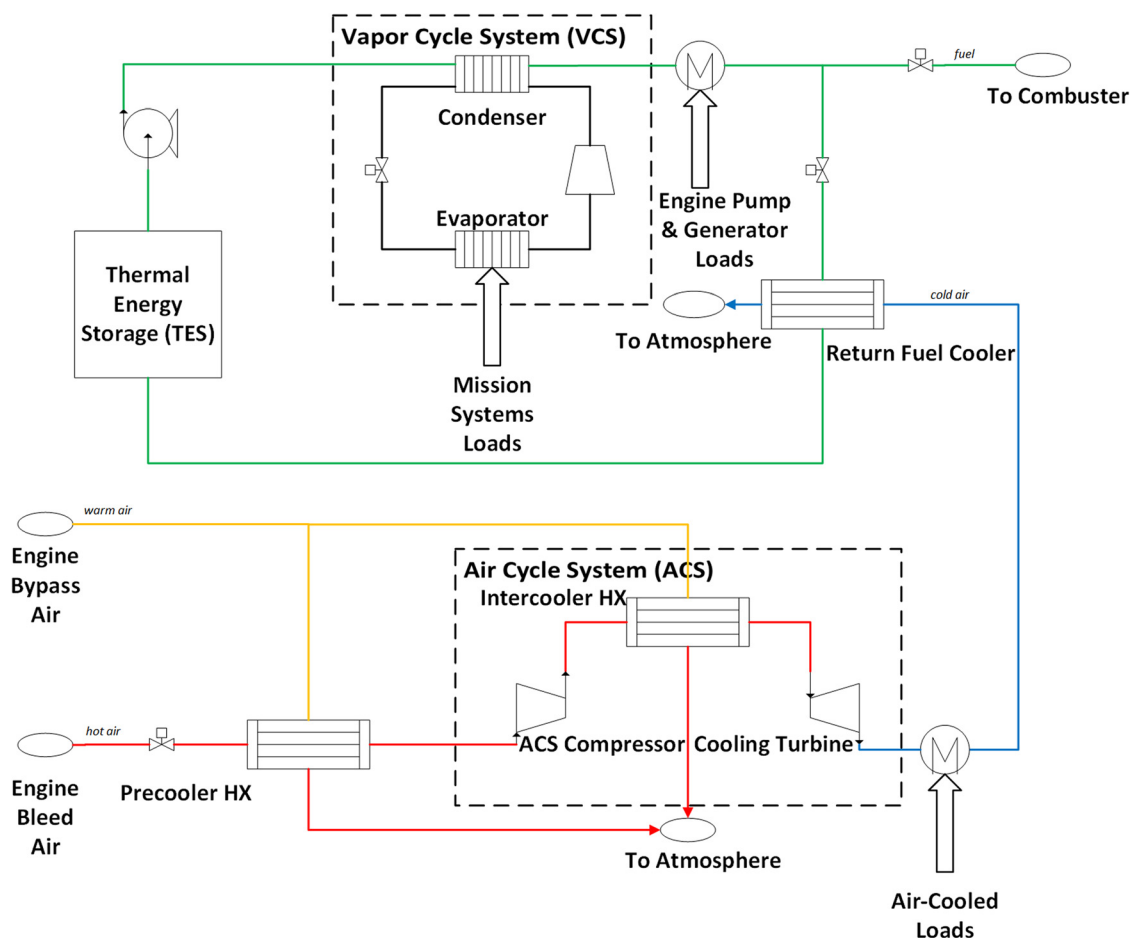 Vapor Cycle System (VCS)
fuel
To Combuster
Condenser
Engine Pump
& Generator
Loads
Evaporator
Thermal
Energy
Storage (TES)
cold air
To Atmosphere
Return Fuel Cooler
Mission
Systems
Loads
warm air
Engine
Bypass
Air
Air Cycle System (ACS)
Intercooler HX
hot air
ACS Compressor
Cooling Turbine
Precooler HX
Engine
Bleed
Air
To Atmosphere
Air-Cooled
Loads